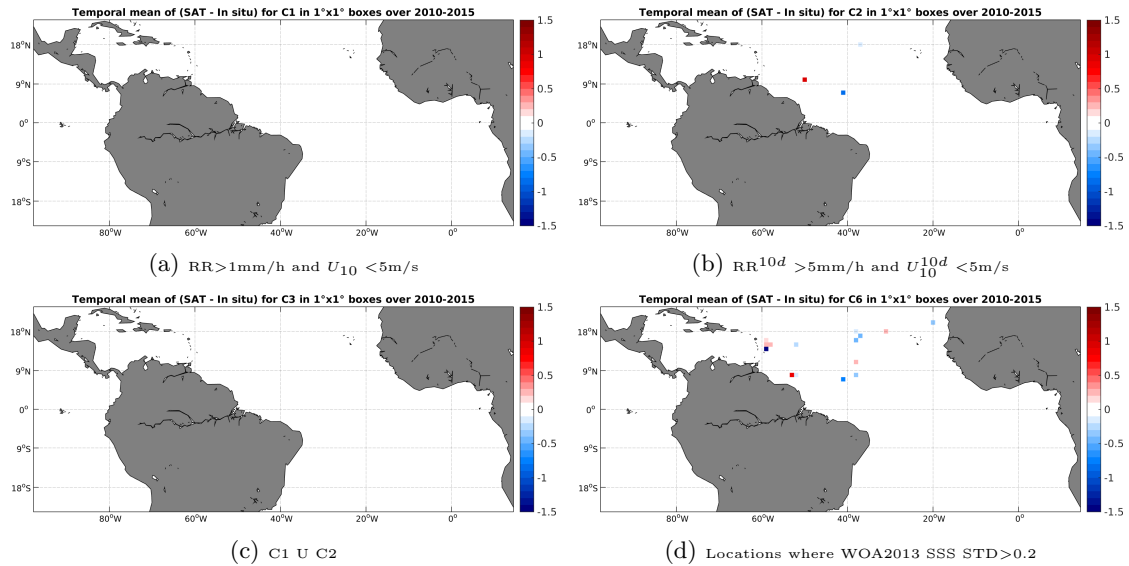 Temporal mean of (SAT - In situ) for C1 in 1°x1° boxes over 2010-2015
18°N
9°N
0°
9°S
18°S
80°W
60°W
40°W
20°W
0°
1.5
1
0.5
0
-0.5
-1
-1.5
(a) RR>1mm/h and U10 <5m/s
Temporal mean of (SAT - In situ) for C2 in 1°x1° boxes over 2010-2015
18°N
9°N
0°
9°S
18°S
80°W
60°W
40°W
20°W
0°
1.5
1
0.5
0
-0.5
-1
-1.5
(b) RR^10d >5mm/h and U10^10d <5m/s
Temporal mean of (SAT - In situ) for C3 in 1°x1° boxes over 2010-2015
18°N
9°N
0°
9°S
18°S
80°W
60°W
40°W
20°W
0°
1.5
1
0.5
0
-0.5
-1
-1.5
(c) C1 U C2
Temporal mean of (SAT - In situ) for C6 in 1°x1° boxes over 2010-2015
18°N
9°N
0°
9°S
18°S
80°W
60°W
40°W
20°W
0°
1.5
1
0.5
0
-0.5
-1
-1.5
(d) Locations where WOA2013 SSS STD>0.2